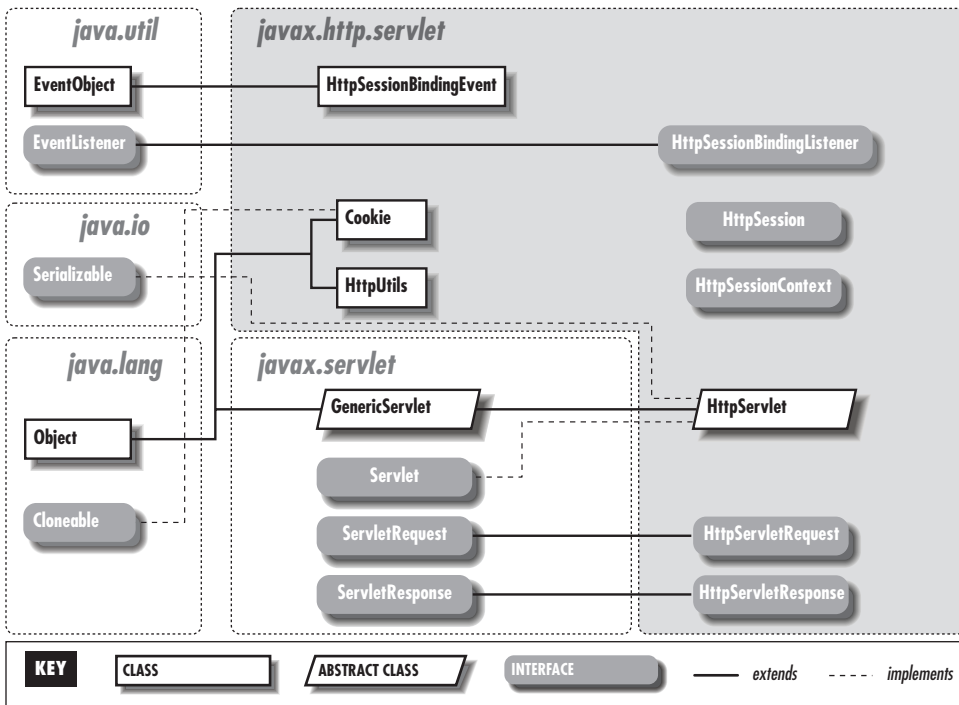 java.util
javax.http.servlet
EventObject
HttpSessionBindingEvent
EventListener
HttpSessionBindingListener
java.io
Cookie
HttpSession
Serializable
HttpUtils
HttpSessionContext
java.lang
javax.servlet
GenericServlet
HttpServlet
Object
Servlet
Cloneable
ServletRequest
HttpServletRequest
ServletResponse
HttpServletResponse
KEY
CLASS
ABSTRACT CLASS
INTERFACE
extends
implements